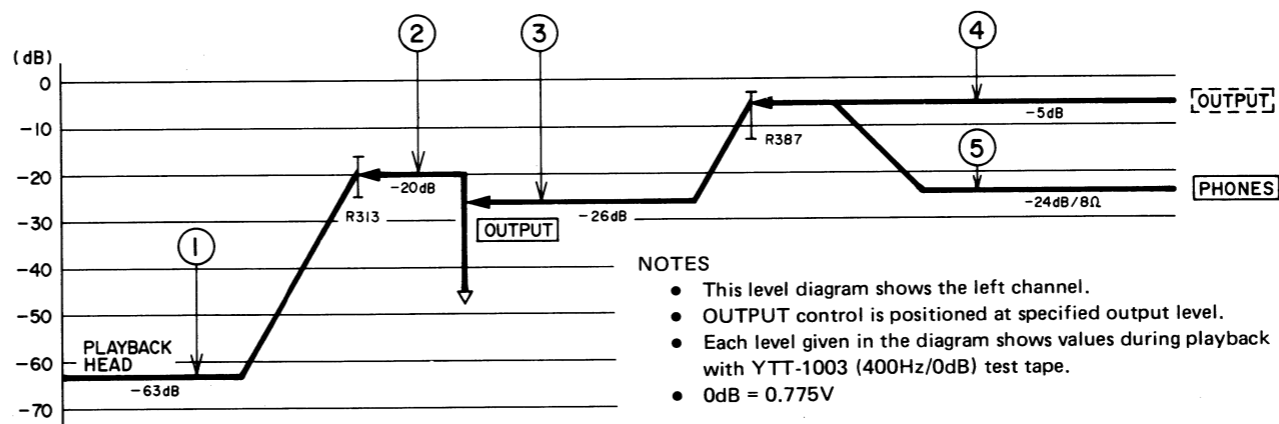 ② ③ ④
(dB)
0
OUTPUT
-5dB
-10
R387
⑤
-20
-20dB
PHONES
R313
-24dB/8Ω
-26dB
-30
OUTPUT
①
-40
-50
-60
PLAYBACK
HEAD
-63dB
-70
NOTES
● This level diagram shows the left channel.
● OUTPUT control is positioned at specified output level.
● Each level given in the diagram shows values during playback
with YTT-1003 (400Hz/0dB) test tape.
● 0dB = 0.775V